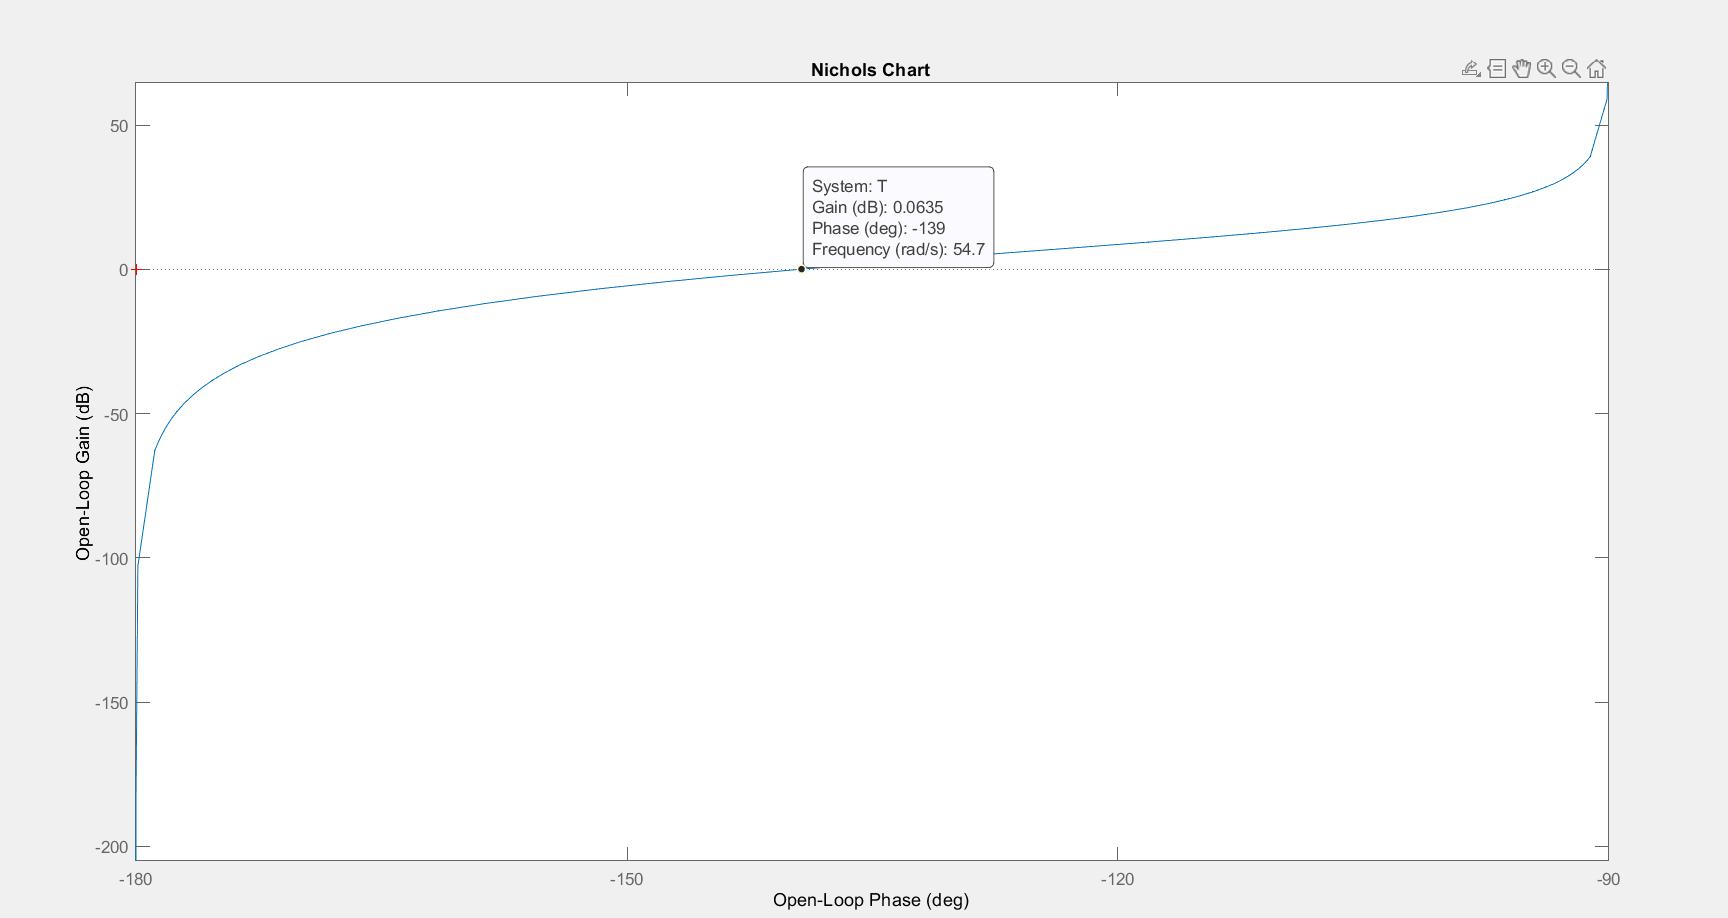 Nichols Chart
50
System: T
Gain (dB): 0.0635
Phase (deg): -139
Frequency (rad/s): 54.7
0
-50
-100
-150
-200
Open-Loop Gain (dB)
-180
-150
-120
-90
Open-Loop Phase (deg)